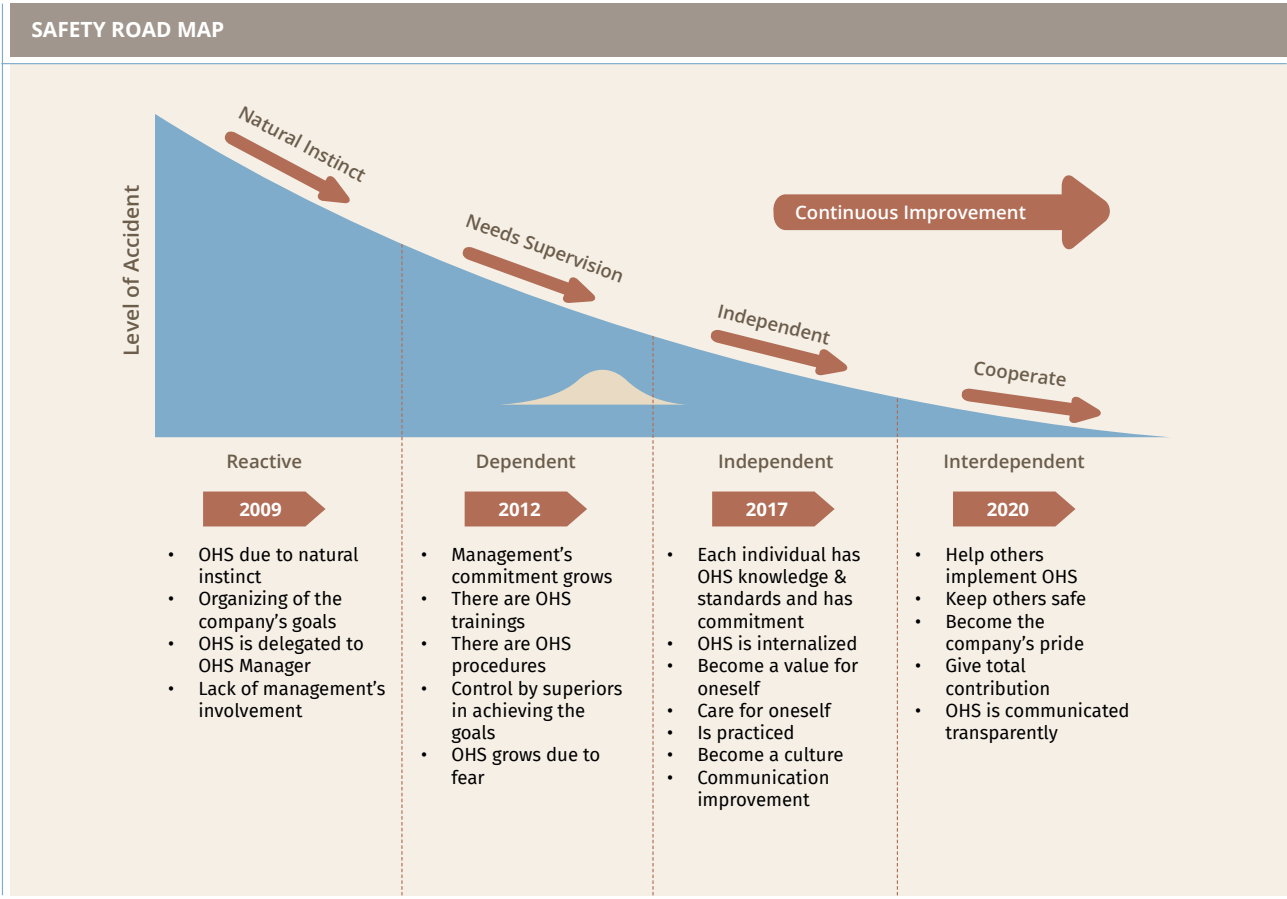 SAFETY ROAD MAP
Level of Accident
Natural Instinct
Needs Supervision
Independent
Cooperate
Continuous Improvement
Reactive
2009
• OHS due to natural
instinct
• Organizing of the
company’s goals
• OHS is delegated to
OHS Manager
• Lack of management’s
involvement
Dependent
2012
• Management’s
commitment grows
• There are OHS
trainings
• There are OHS
procedures
• Control by superiors
in achieving the
goals
• OHS grows due to
fear
Independent
2017
• Each individual has
OHS knowledge &
standards and has
commitment
• OHS is internalized
• Become a value for
oneself
• Care for oneself
• Is practiced
• Become a culture
• Communication
improvement
Interdependent
2020
• Help others
implement OHS
• Keep others safe
• Become the
company’s pride
• Give total
contribution
• OHS is communicated
transparently